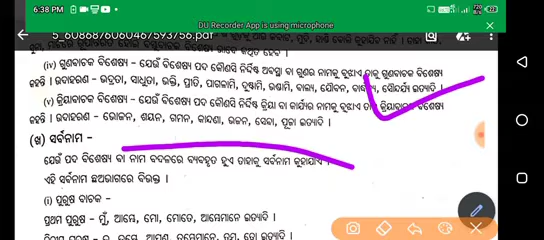 6:38 PM
DU Recorder App is using microphone
5_6086876060467593756.pdf
(iv) ଗୁଣବାଚକ ବିଶେଷ୍ୟ - ଯେଉଁ ବିଶେଷ୍ୟ ପଦ କୌଣସି ନିର୍ଦ୍ଦିଷ୍ଟ ଅବସ୍ଥା ବା ଗୁଣର ନାମକୁ ବୁଝାଏ ତାକୁ ଗୁଣବାଚକ ବିଶେଷ୍ୟ
କହନ୍ତି । ଉଦାହରଣ - ଭଦ୍ରତା, ସାଧୁତା, ଭକ୍ତି, ପ୍ରୀତି, ପାଗଳାମି, ଦୁଷ୍ଟାମି, ଭଣ୍ଡାମି, ବାଲ୍ୟ, ଯୌବନ, ସୌନ୍ଦର୍ଯ୍ୟ ଇତ୍ୟାଦି ।
(v) କ୍ରିୟାବାଚକ ବିଶେଷ୍ୟ - ଯେଉଁ ବିଶେଷ୍ୟ ପଦ କୌଣସି ନିର୍ଦ୍ଦିଷ୍ଟ କ୍ରିୟା ବା କାର୍ଯ୍ୟର ନାମକୁ ବୁଝାଏ ତାକୁ କ୍ରିୟାବାଚକ ବିଶେଷ୍ୟ
କହନ୍ତି । ଉଦାହରଣ - ଭୋଜନ, ଶୟନ, ଗମନ, କାନ୍ଦଣା, ଭଜନ, ସେବା, ପୂଜା ଇତ୍ୟାଦି ।
(ଖ) ସର୍ବନାମ -
ଯେଉଁ ପଦ ବିଶେଷ୍ୟ ବା ନାମ ବଦଳରେ ବ୍ୟବହୃତ ହୁଏ ତାହାକୁ ସର୍ବନାମ କୁହାଯାଏ ।
ଏହି ସର୍ବନାମ ଛଅଭାଗରେ ବିଭକ୍ତ ।
(i) ପୁରୁଷ ବାଚକ -
ପ୍ରଥମ ପୁରୁଷ - ମୁଁ, ଆମ୍ଭେ, ମୋ, ମୋତେ, ଆମ୍ଭେମାନେ ଇତ୍ୟାଦି ।